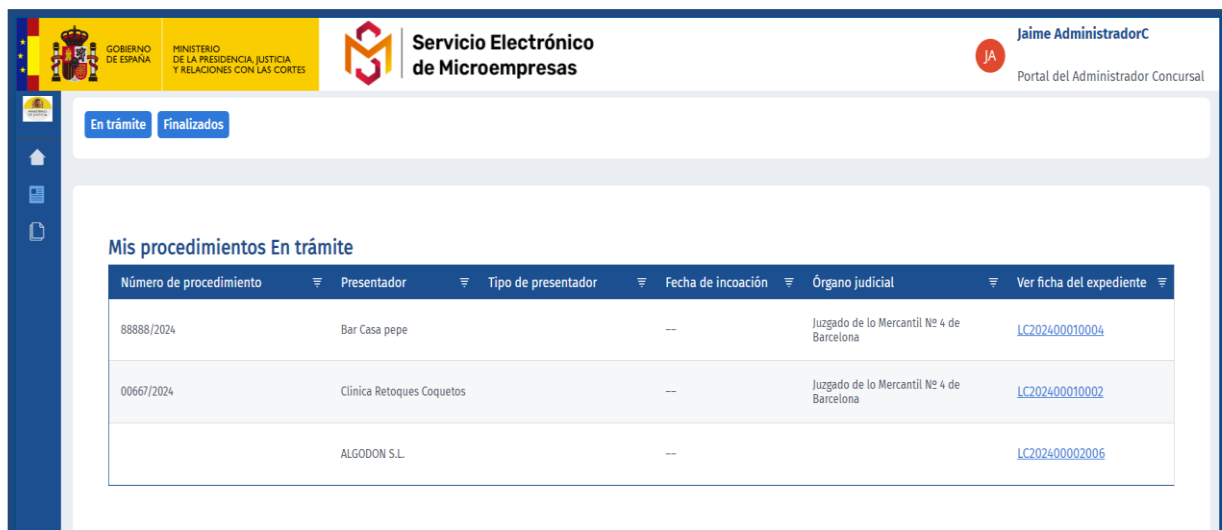 GOBIERNO
DE ESPAÑA
MINISTERIO
DE LA PRESIDENCIA, JUSTICIA
Y RELACIONES CON LAS CORTES
Servicio Electrónico
de Microempresas
JA
Jaime AdministradorC
Portal del Administrador Concursal
En trámite Finalizados
Mis procedimientos En trámite
Número de procedimiento Presentador Tipo de presentador Fecha de incoación Órgano judicial Ver ficha del expediente
88888/2024 Bar Casa pepe -- Juzgado de lo Mercantil Nº 4 de
Barcelona LC202400010004
00667/2024 Clínica Retoques Coquetos -- Juzgado de lo Mercantil Nº 4 de
Barcelona LC202400010002
ALGODON S.L. -- LC202400002006